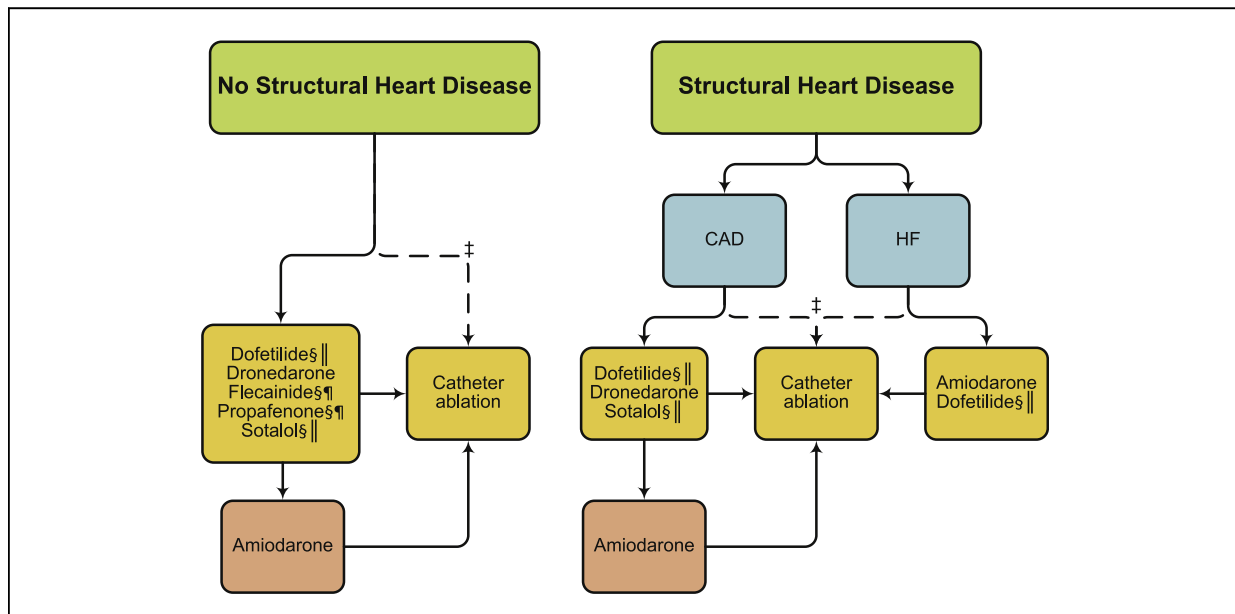 No Structural Heart Disease
Structural Heart Disease
CAD
HF
‡
‡
Dofetilide§‖
Dronedarone
Flecainide§¶
Propafenone§¶
Sotalol§‖
Catheter
ablation
Dofetilide§‖
Dronedarone
Sotalol§‖
Catheter
ablation
Amiodarone
Dofetilide§‖
Amiodarone
Amiodarone